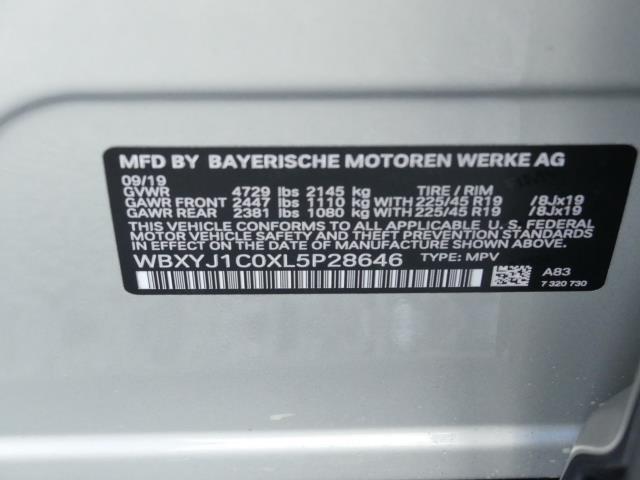 MFD BY BAYERISCHE MOTOREN WERKE AG
09/19
GVWR 4729 lbs 2145 kg TIRE / RIM
GAWR FRONT 2447 lbs 1110 kg WITH 225/45 R19 /8Jx19
GAWR REAR 2381 lbs 1080 kg WITH 225/45 R19 /8Jx19
THIS VEHICLE CONFORMS TO ALL APPLICABLE U. S. FEDERAL
MOTOR VEHICLE SAFETY, BUMPER, AND THEFT PREVENTION STANDARDS
IN EFFECT ON THE DATE OF MANUFACTURE SHOWN ABOVE.
WBXYJ1C0XL5P28646 TYPE: MPV
A83
7 320 730